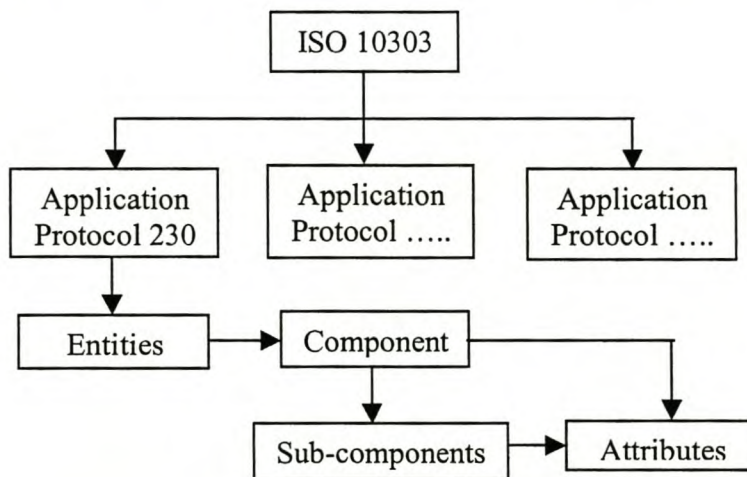 ISO 10303
Application
Protocol 230
Application
Protocol .....
Application
Protocol .....
Entities
Component
Sub-components
Attributes